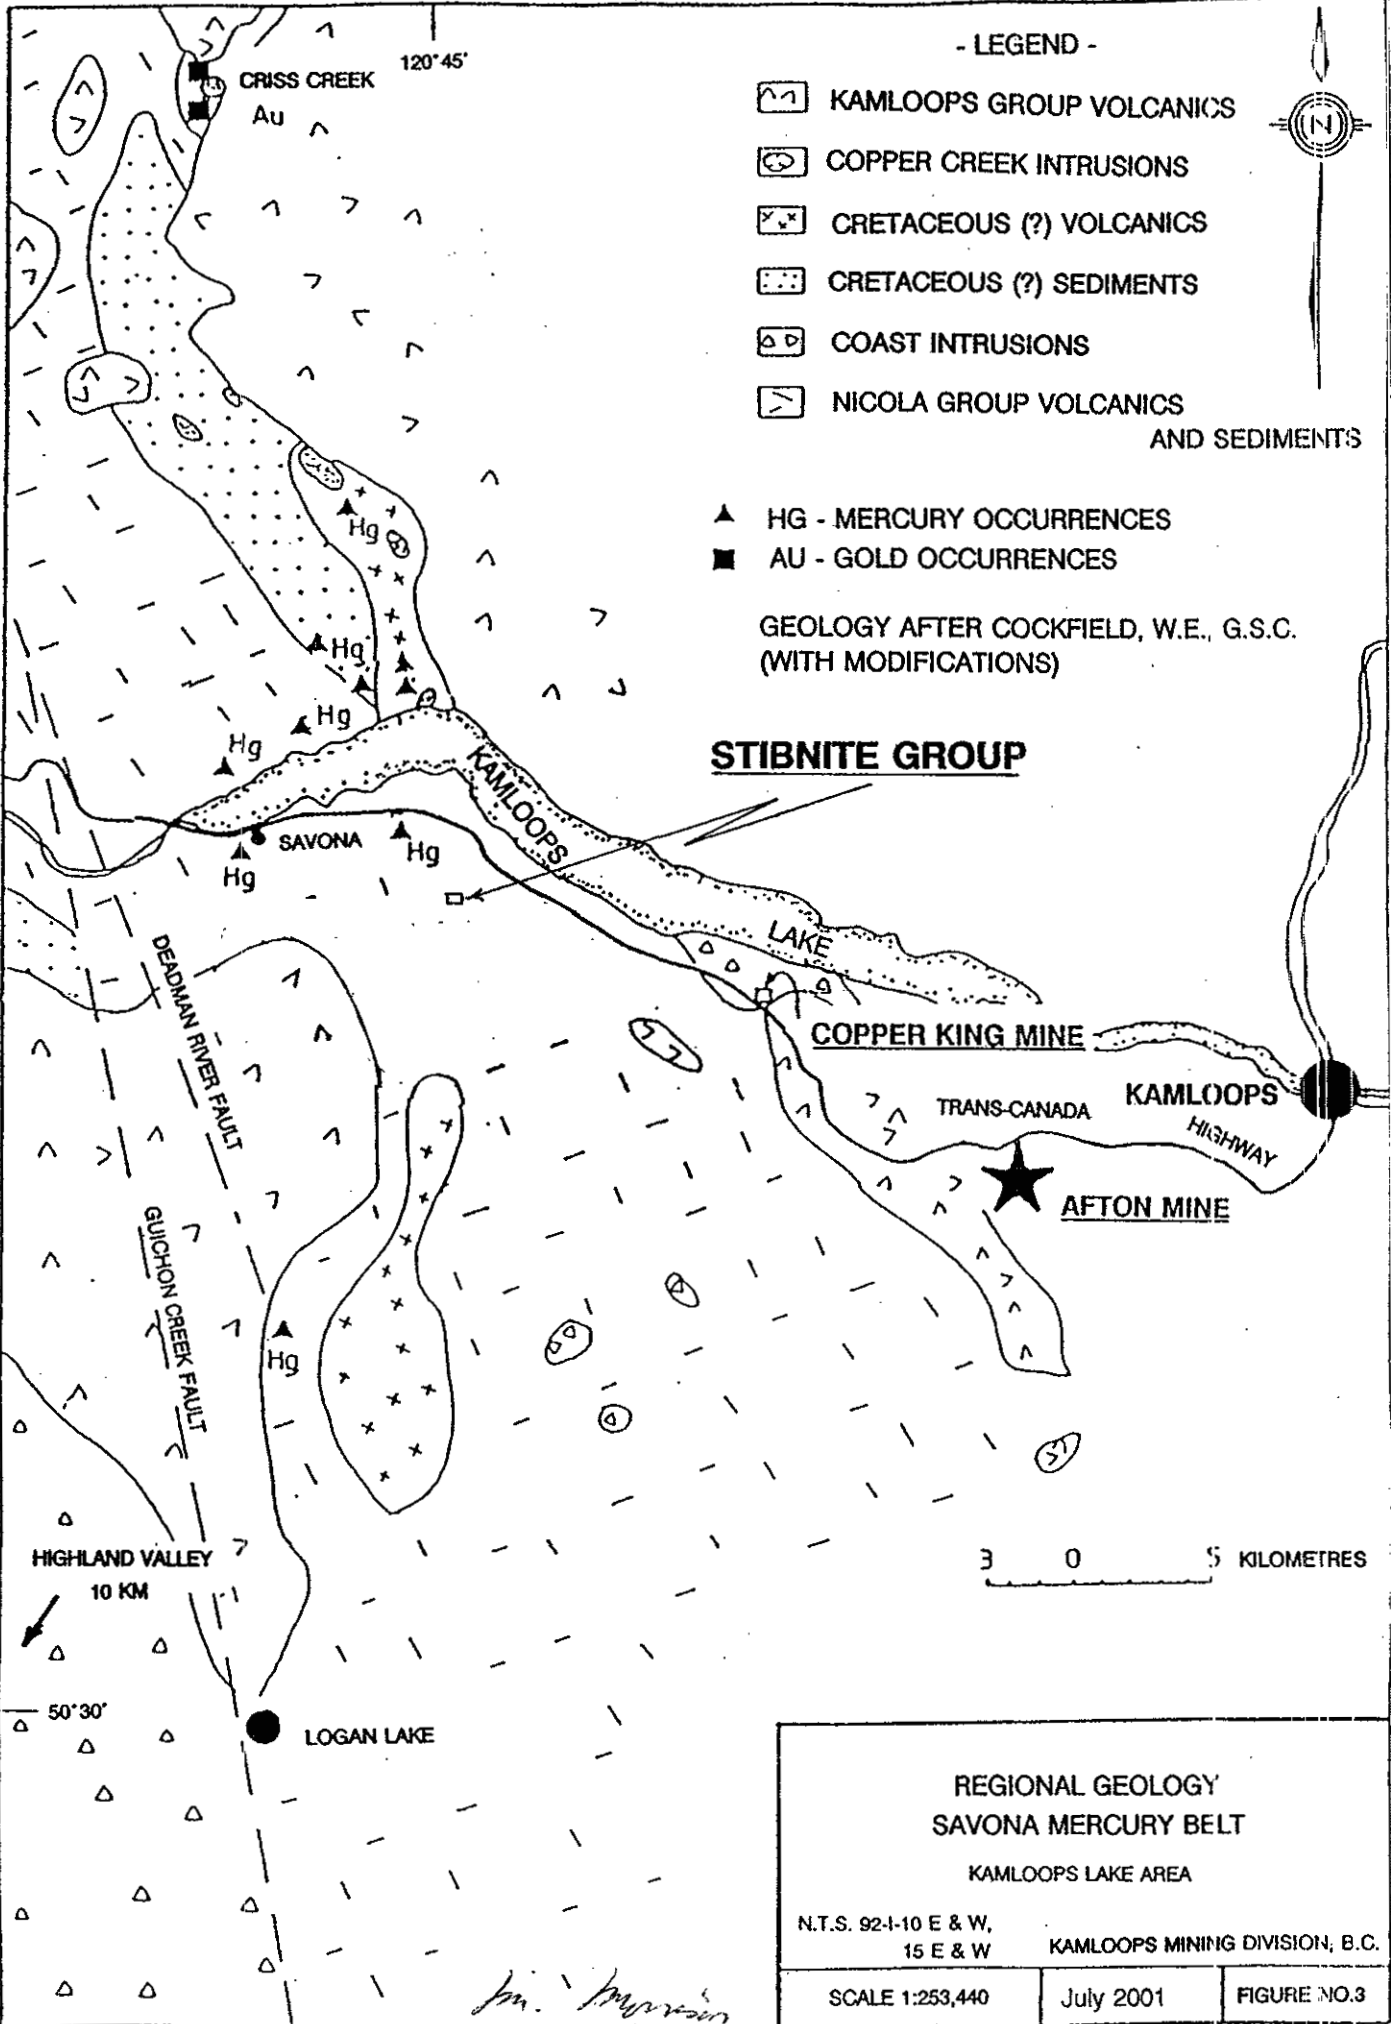 120°45'
CRISS CREEK
Au
- LEGEND -
KAMLOOPS GROUP VOLCANICS
COPPER CREEK INTRUSIONS
CRETACEOUS (?) VOLCANICS
CRETACEOUS (?) SEDIMENTS
COAST INTRUSIONS
NICOLA GROUP VOLCANICS
AND SEDIMENTS
HG - MERCURY OCCURRENCES
AU - GOLD OCCURRENCES
GEOLOGY AFTER COCKFIELD, W.E., G.S.C.
(WITH MODIFICATIONS)
N
Hg
Hg
Hg
Hg
STIBNITE GROUP
KAMLOOPS
LAKE
SAVONA
Hg
Hg
DEADMAN RIVER FAULT
COPPER KING MINE
KAMLOOPS
TRANS-CANADA
HIGHWAY
AFTON MINE
GUICHON CREEK FAULT
Hg
HIGHLAND VALLEY
10 KM
3 0 5 KILOMETRES
50°30'
LOGAN LAKE
REGIONAL GEOLOGY
SAVONA MERCURY BELT
KAMLOOPS LAKE AREA
N.T.S. 92-I-10 E & W,
15 E & W
KAMLOOPS MINING DIVISION, B.C.
SCALE 1:253,440
July 2001
FIGURE NO.3